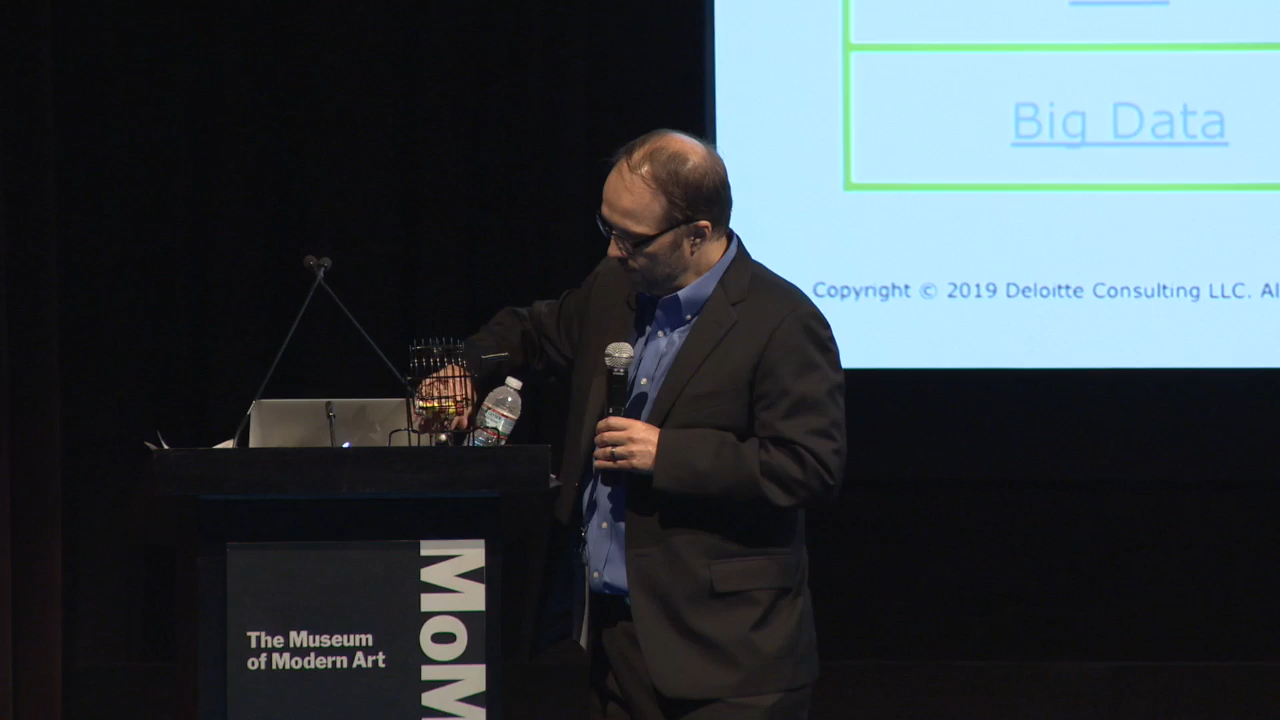 Big Data
Copyright © 2019 Deloitte Consulting LLC. Al
The Museum
of Modern Art
MoM